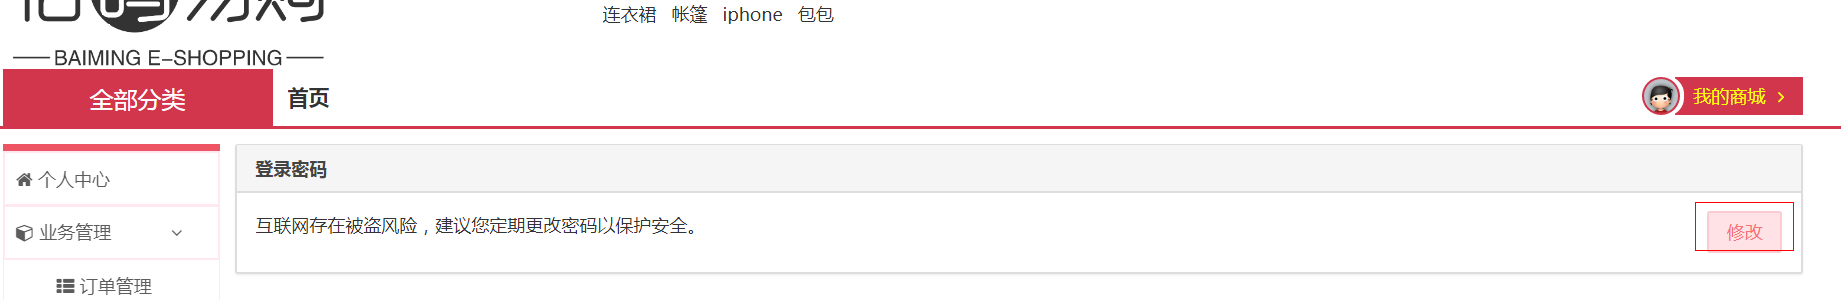 连衣裙 帐篷 iphone 包包
BAIMING E-SHOPPING
全部分类 首页 我的商城 >
个人中心
登录密码
业务管理
互联网存在被盗风险，建议您定期更改密码以保护安全。
修改
订单管理